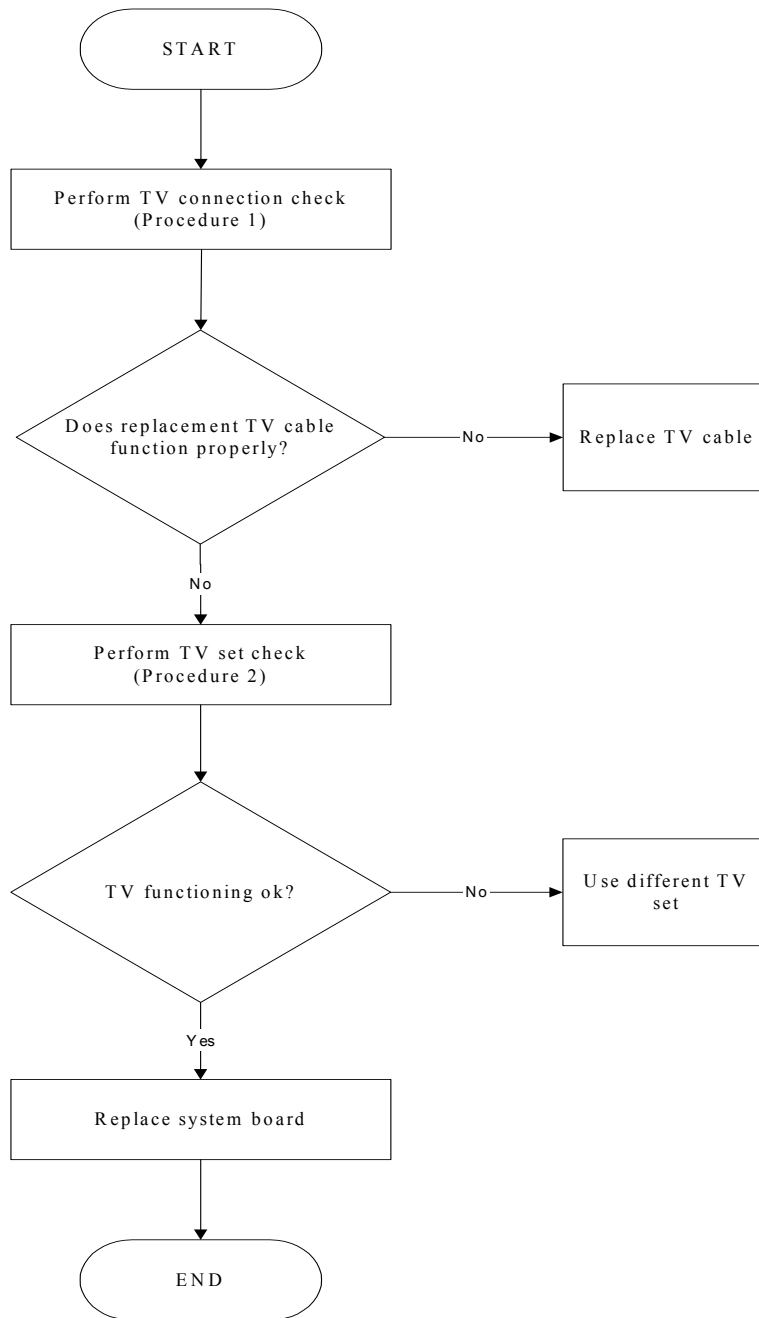 START
Perform TV connection check
(Procedure 1)
Does replacement TV cable
function properly?
No
Replace TV cable
No
Perform TV set check
(Procedure 2)
TV functioning ok?
No
Use different TV
set
Yes
Replace system board
END